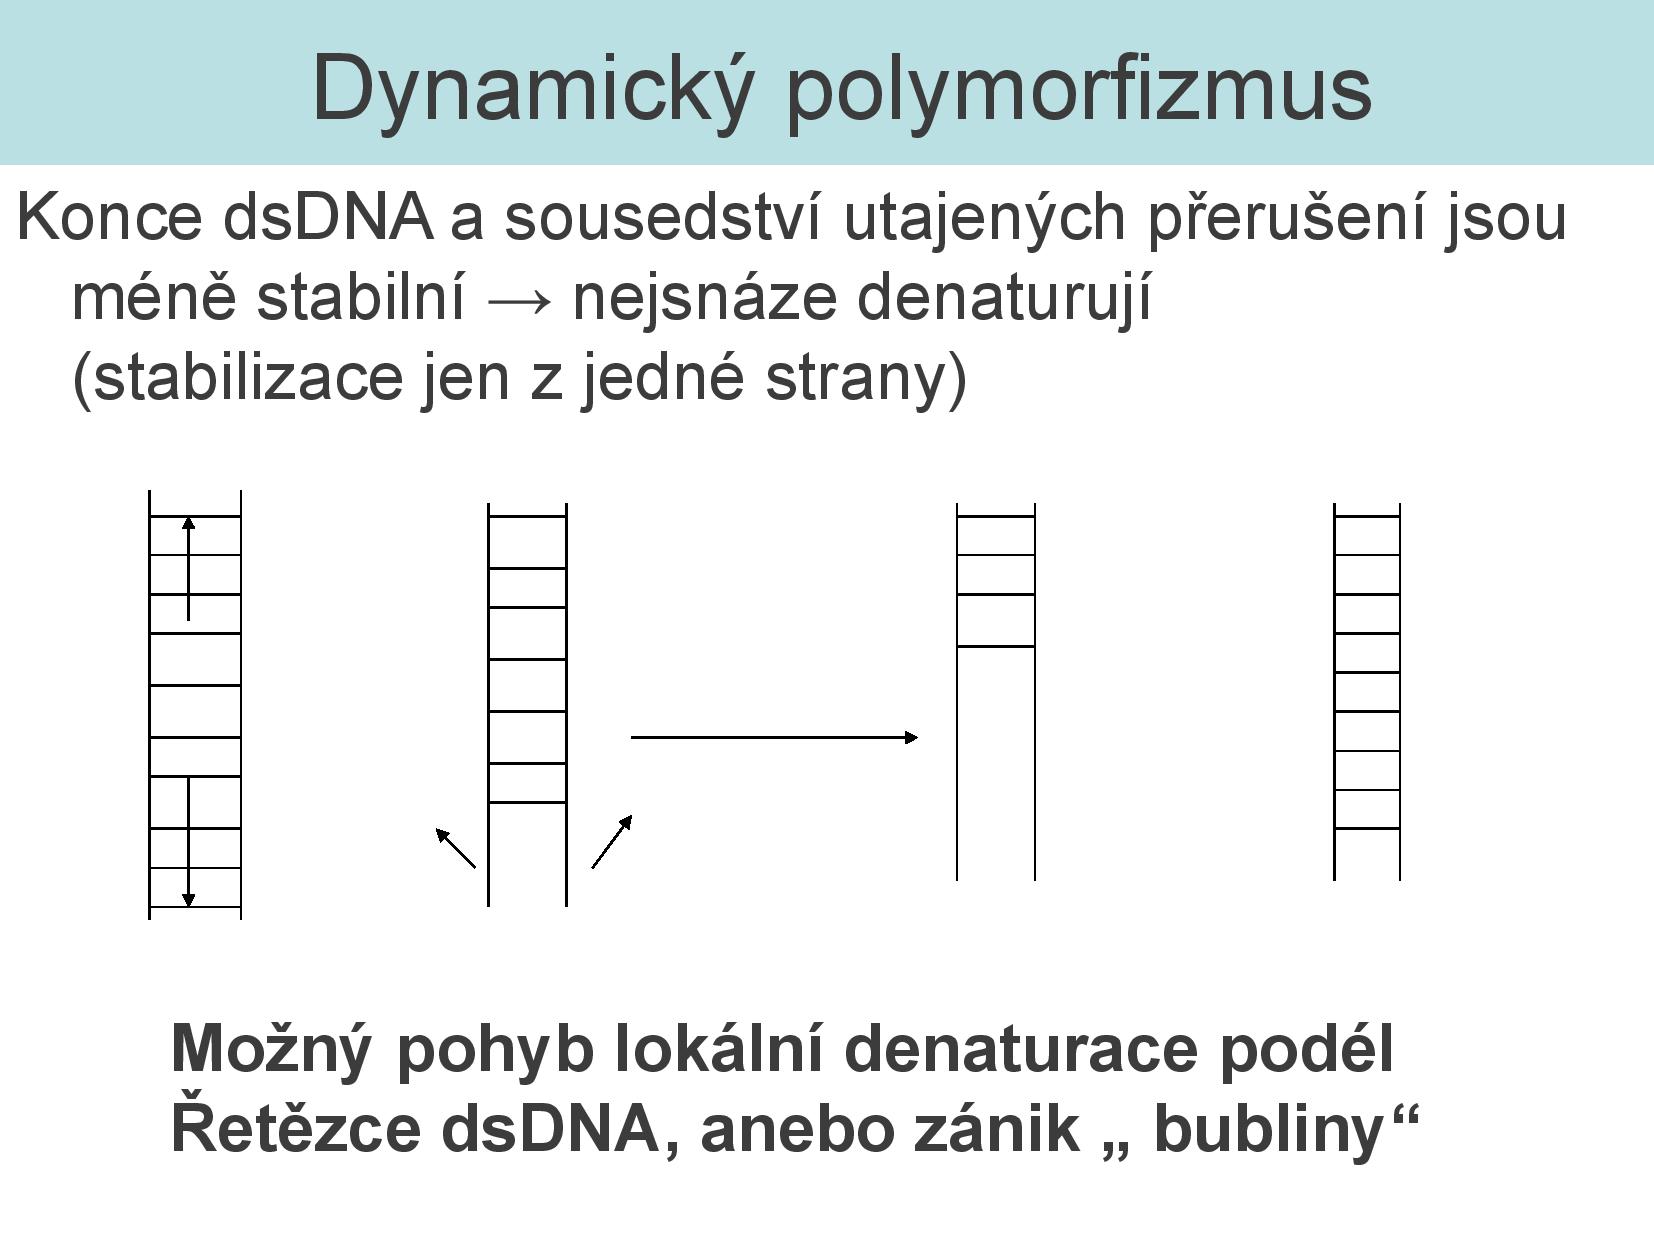 Dynamický polymorfizmus
Konce dsDNA a sousedství utajených přerušení jsou
méně stabilní → nejsnáze denaturují
(stabilizace jen z jedné strany)
Možný pohyb lokální denaturace podél
Řetězce dsDNA, anebo zánik „ bubliny“